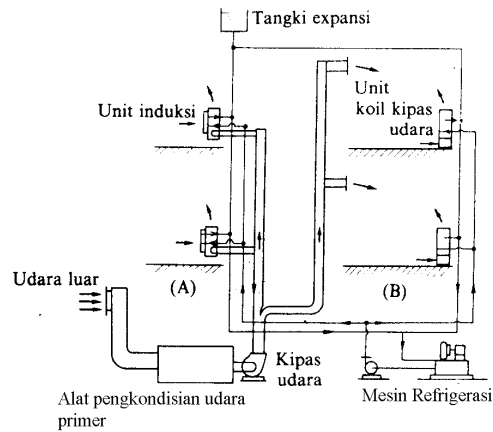 Tangki expansi
Unit induksi
Unit
koil kipas
udara
Udara luar
(A)
(B)
Kipas
udara
Alat pengkondisian udara
primer
Mesin Refrigerasi